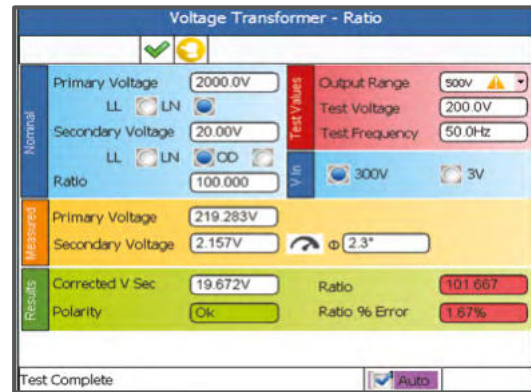 Voltage Transformer - Ratio
Nominal
Primary Voltage 2000.0V
LL LN
Secondary Voltage 20.00V
LL LN OD
Ratio 100.000
Test Values
Output Range 500V
Test Voltage 200.0V
Test Frequency 50.0Hz
V In
300V 3V
Measured
Primary Voltage 219.283V
Secondary Voltage 2.157V Φ 2.3°
Results
Corrected V Sec 19.672V Ratio 101.667
Polarity Ok Ratio % Error 1.67%
Test Complete Auto